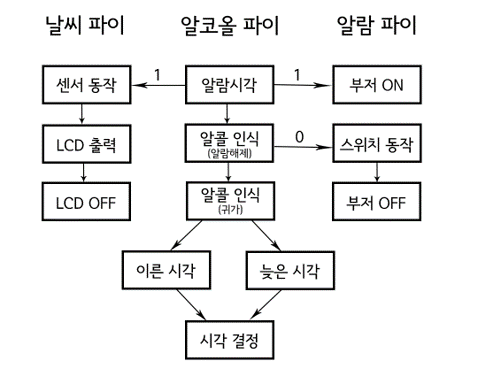 날씨 파이 알코올 파이 알람 파이
센서 동작 1 알람시각 1 부저 ON
LCD 출력 알콜 인식 0 스위치 동작
(알람해제)
LCD OFF 알콜 인식 부저 OFF
(귀가)
이른 시각 늦은 시각
시각 결정